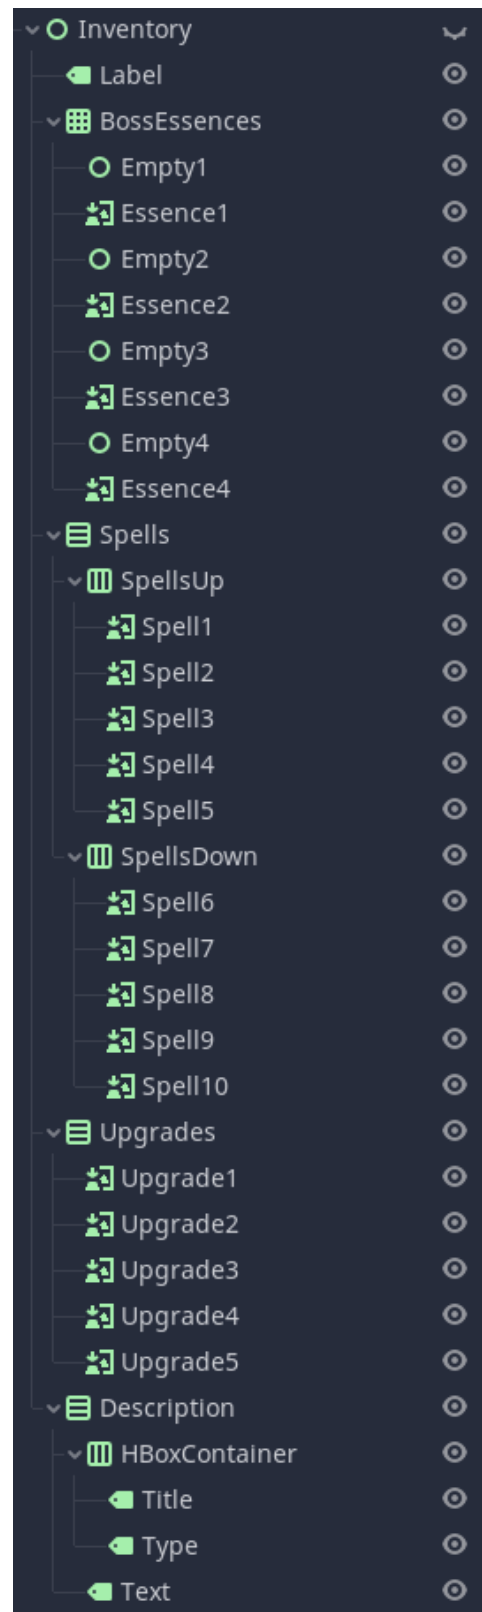 Inventory
Label
BossEssences
Empty1
Essence1
Empty2
Essence2
Empty3
Essence3
Empty4
Essence4
Spells
SpellsUp
Spell1
Spell2
Spell3
Spell4
Spell5
SpellsDown
Spell6
Spell7
Spell8
Spell9
Spell10
Upgrades
Upgrade1
Upgrade2
Upgrade3
Upgrade4
Upgrade5
Description
HBoxContainer
Title
Type
Text